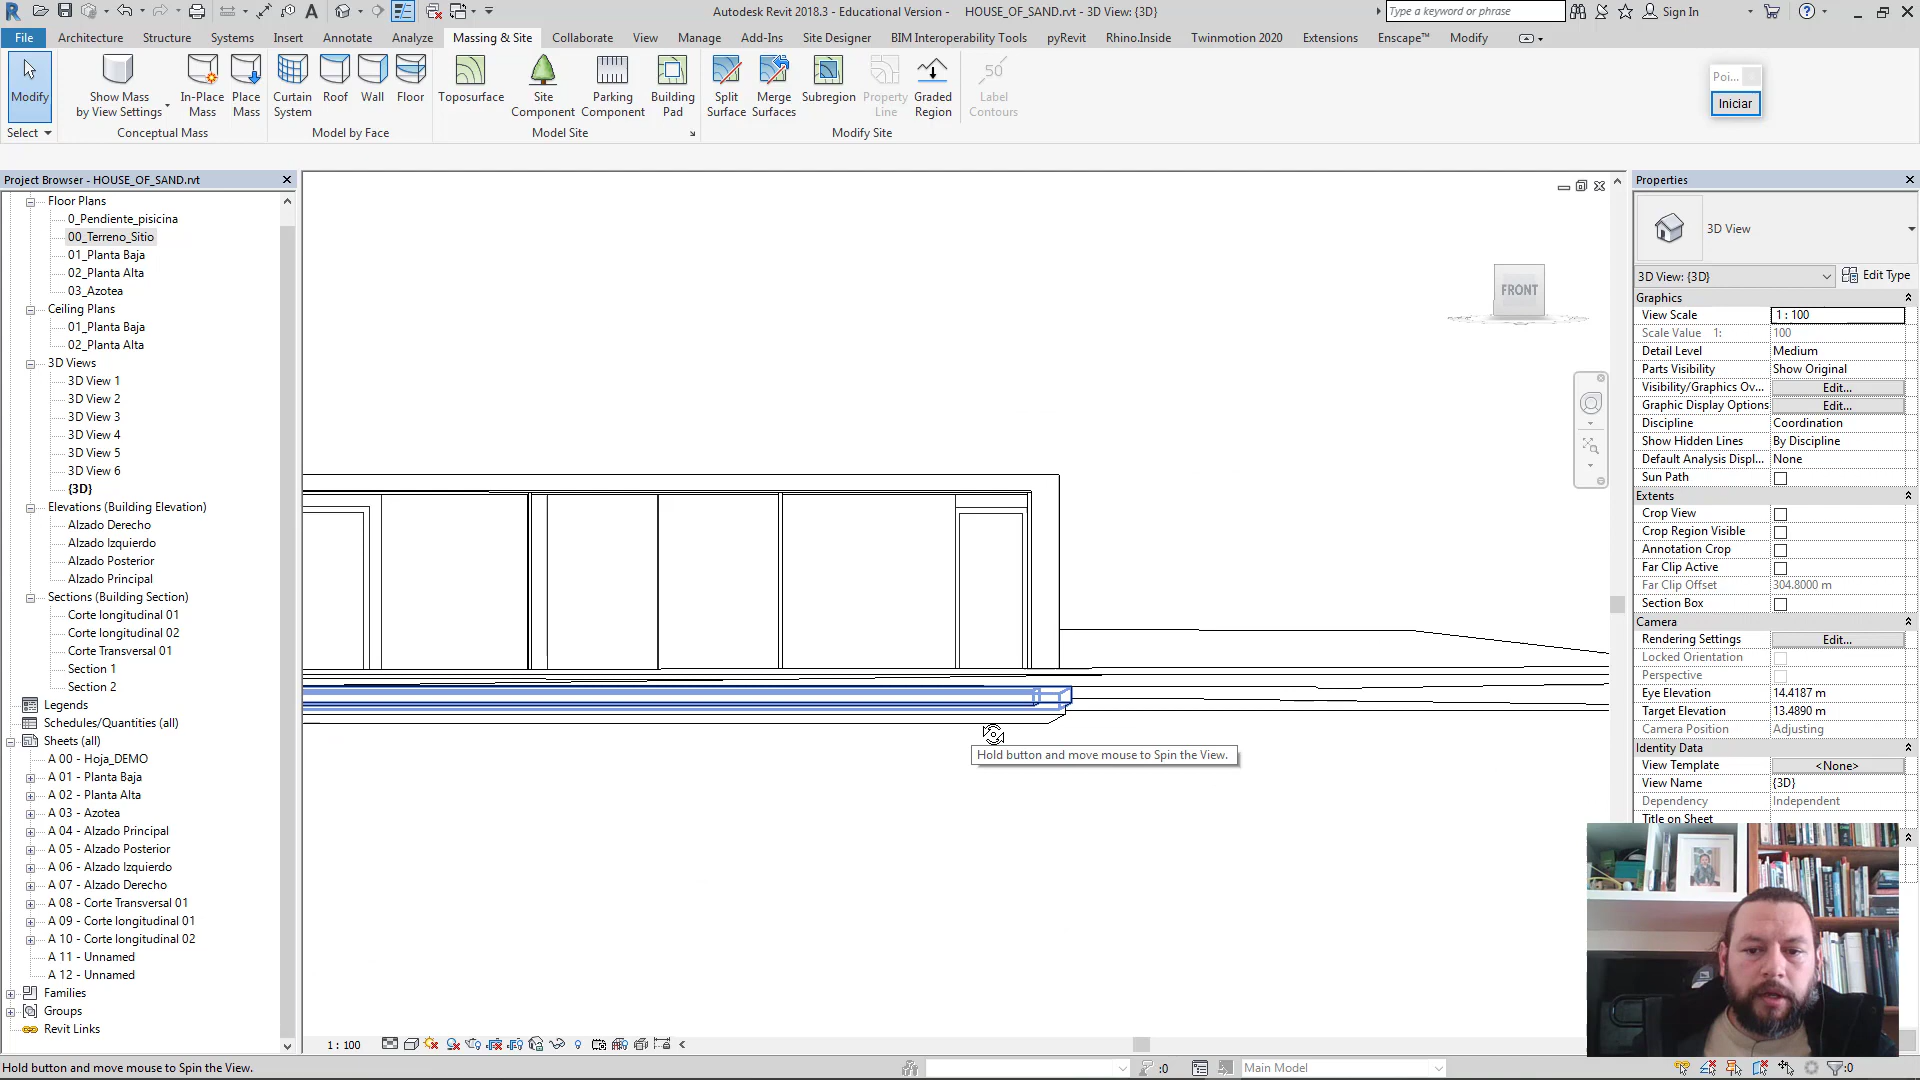 Autodesk Revit 2018.3 - Educational Version -    HOUSE_OF_SAND.rvt - 3D View: {3D}
Type a keyword or phrase
Sign In
File Architecture Structure Systems Insert Annotate Analyze Massing & Site Collaborate View Manage Add-Ins Site Designer BIM Interoperability Tools pyRevit Rhino.Inside Twinmotion 2020 Extensions Enscape™ Modify
Modify
Show Mass by View Settings
In-Place Mass
Place Mass
Curtain System
Roof
Wall
Floor
Toposurface
Site Component
Parking Component
Building Pad
Split Surface
Merge Surfaces
Subregion
Property Line
Graded Region
50
Label Contours
Select
Conceptual Mass
Model by Face
Model Site
Modify Site
Poi...
Iniciar
Project Browser - HOUSE_OF_SAND.rvt
Floor Plans
0_Pendiente_pisicina
00_Terreno_Sitio
01_Planta Baja
02_Planta Alta
03_Azotea
Ceiling Plans
01_Planta Baja
02_Planta Alta
3D Views
3D View 1
3D View 2
3D View 3
3D View 4
3D View 5
3D View 6
{3D}
Elevations (Building Elevation)
Alzado Derecho
Alzado Izquierdo
Alzado Posterior
Alzado Principal
Sections (Building Section)
Corte longitudinal 01
Corte longitudinal 02
Corte Transversal 01
Section 1
Section 2
Legends
Schedules/Quantities (all)
Sheets (all)
A 00 - Hoja_DEMO
A 01 - Planta Baja
A 02 - Planta Alta
A 03 - Azotea
A 04 - Alzado Principal
A 05 - Alzado Posterior
A 06 - Alzado Izquierdo
A 07 - Alzado Derecho
A 08 - Corte Transversal 01
A 09 - Corte longitudinal 01
A 10 - Corte longitudinal 02
A 11 - Unnamed
A 12 - Unnamed
Families
Groups
Revit Links
FRONT
Hold button and move mouse to Spin the View.
Properties
3D View
3D View: {3D}
Edit Type
Graphics
View Scale 1 : 100
Scale Value 1: 100
Detail Level Medium
Parts Visibility Show Original
Visibility/Graphics Ov... Edit...
Graphic Display Options Edit...
Discipline Coordination
Show Hidden Lines By Discipline
Default Analysis Displ... None
Sun Path
Extents
Crop View
Crop Region Visible
Annotation Crop
Far Clip Active
Far Clip Offset 304.8000 m
Section Box
Camera
Rendering Settings Edit...
Locked Orientation
Perspective
Eye Elevation 14.4187 m
Target Elevation 13.4890 m
Camera Position Adjusting
Identity Data
View Template <None>
View Name {3D}
Dependency Independent
Title on Sheet
1 : 100
Hold button and move mouse to Spin the View.
:0
Main Model
:0